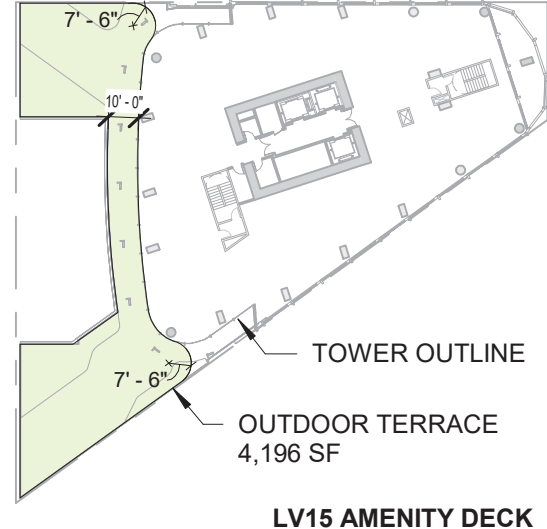 7' - 6"
10' - 0"
TOWER OUTLINE
7' - 6"
OUTDOOR TERRACE
4,196 SF
LV15 AMENITY DECK